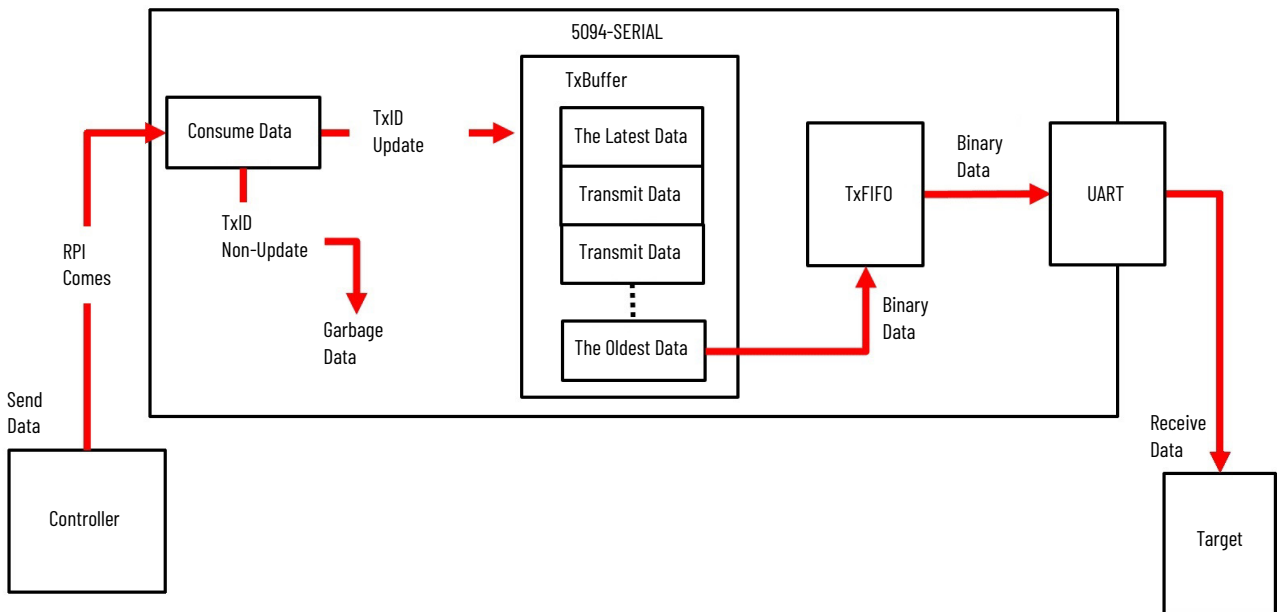 5094-SERIAL
TxBuffer
Consume Data
TxID
Update
The Latest Data
Transmit Data
Transmit Data
The Oldest Data
TxID
Non-Update
Garbage
Data
RPI
Comes
Send
Data
Controller
TxFIFO
Binary
Data
Binary
Data
UART
Receive
Data
Target